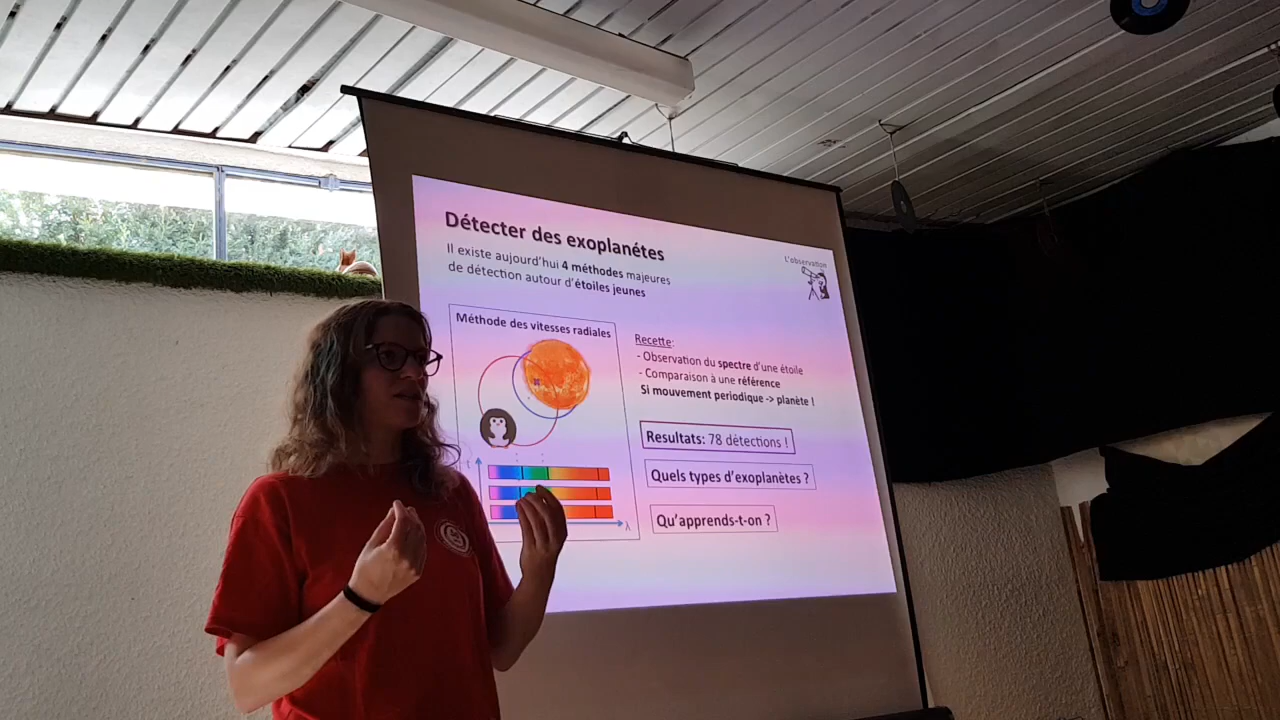 Détecter des exoplanétes
Il existe aujourd'hui 4 méthodes majeures
de détection autour d'étoiles jeunes
L'observation
Méthode des vitesses radiales
Recette:
- Observation du spectre d'une étoile
- Comparaison à une référence
Si mouvement periodique -> planète !
Resultats: 78 détections !
Quels types d'exoplanètes ?
Qu'apprends-t-on ?
t
λ